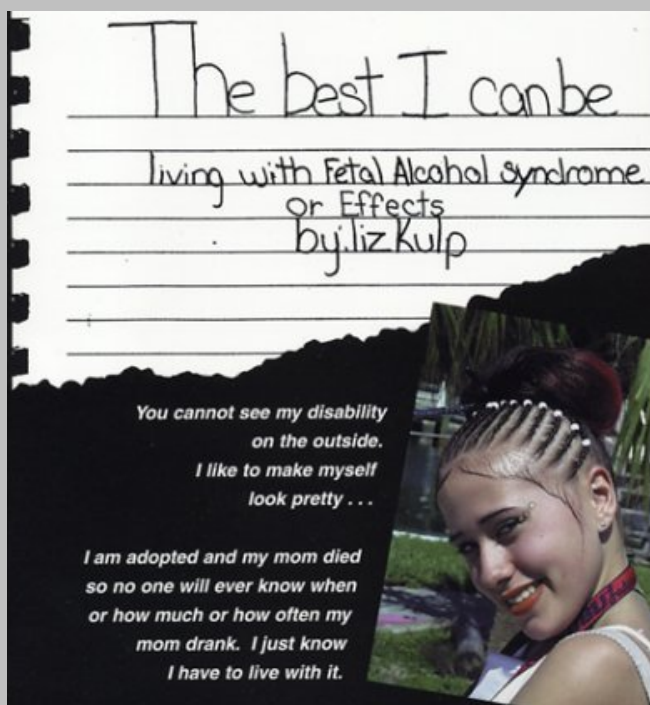 The best I can be
living with Fetal Alcohol syndrome
or Effects
by: liz Kulp
You cannot see my disability
on the outside.
I like to make myself
look pretty . . .
I am adopted and my mom died
so no one will ever know when
or how much or how often my
mom drank. I just know
I have to live with it.